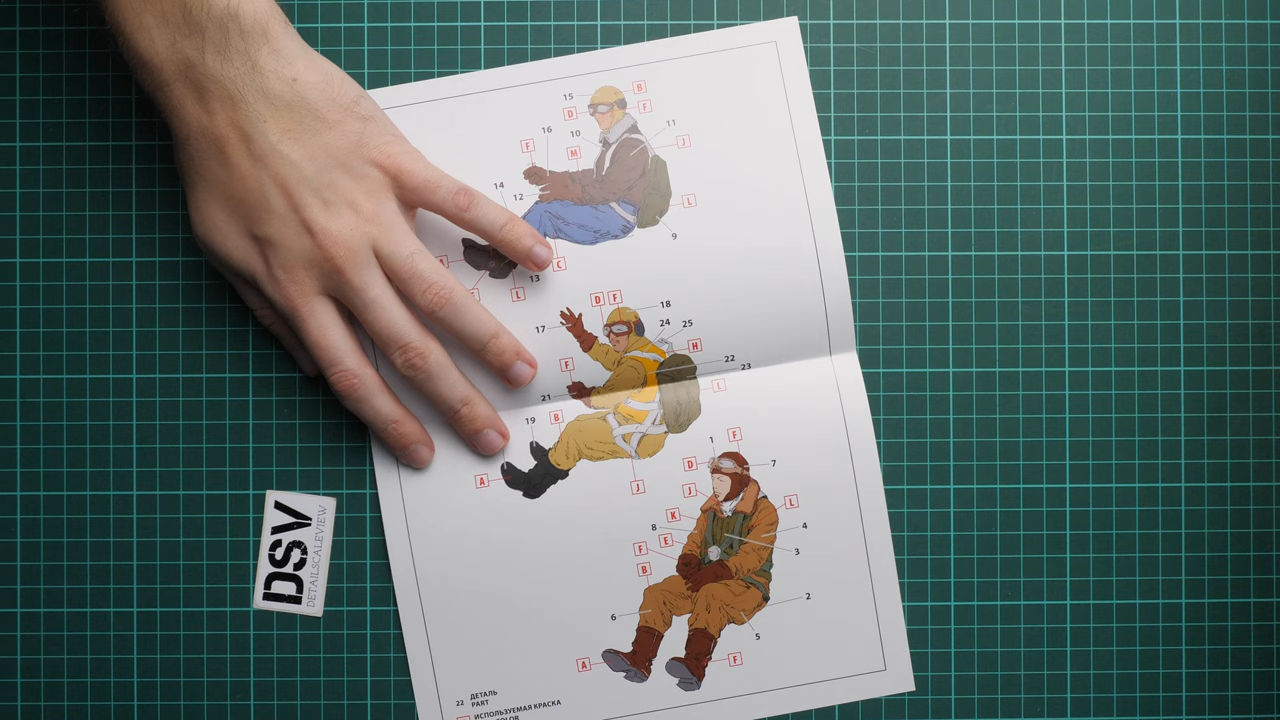 15
B
D
F
16
10
11
F
M
J
14
12
L
9
C
13
L
D
F
18
17
24
25
H
F
22
23
L
21
B
19
A
J
1
F
D
7
J
L
K
8
4
E
F
3
B
2
6
5
A
F
DSV
DETAILSCALEVIEW
22 ДЕТАЛЬ
PART
ИСПОЛЬЗУЕМАЯ КРАСКА